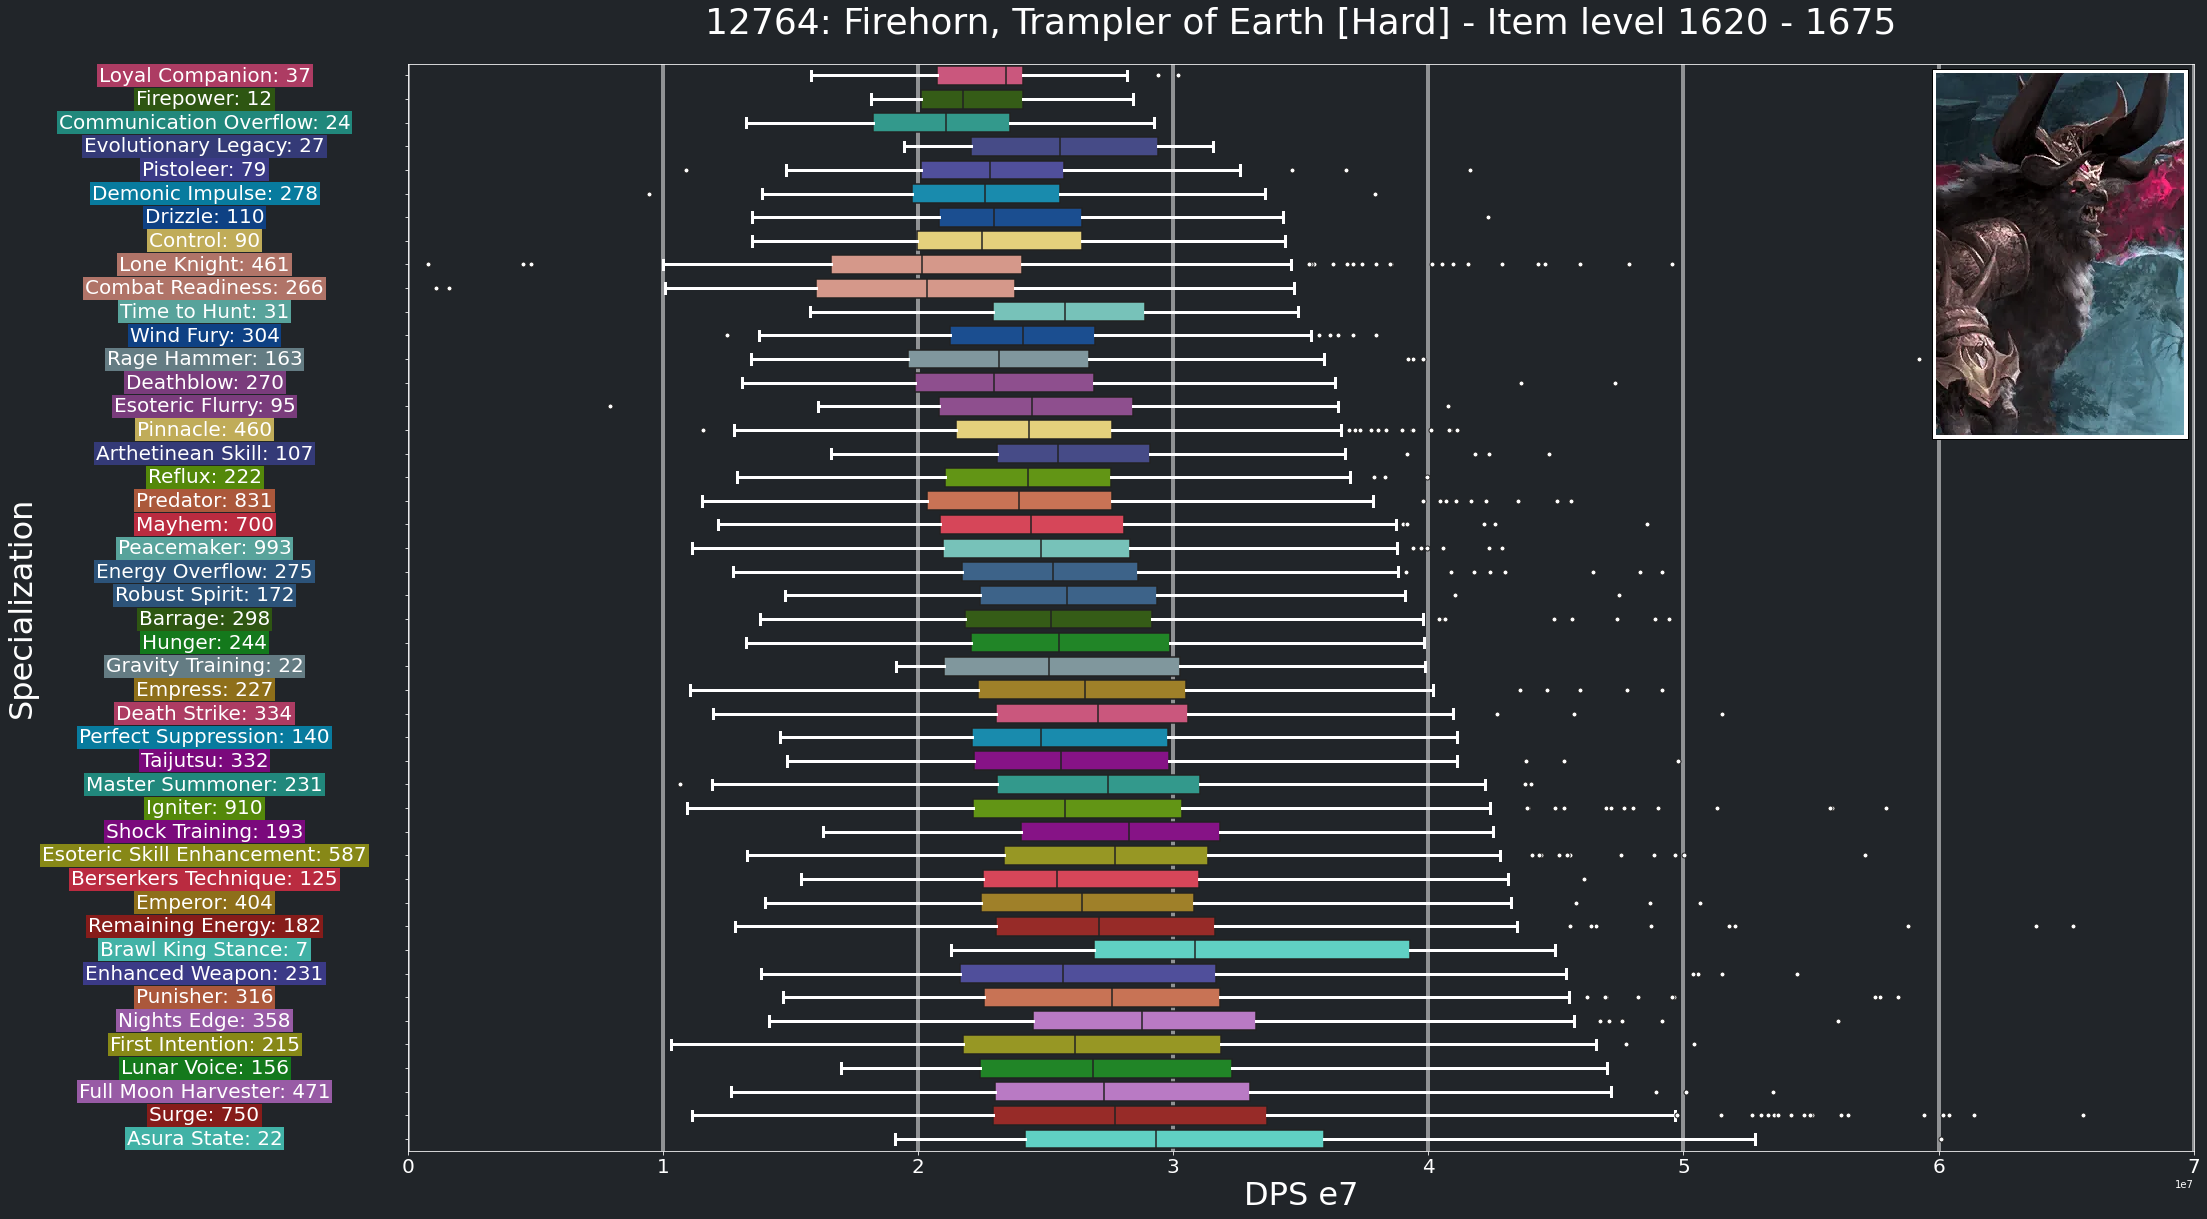 12764: Firehorn, Trampler of Earth [Hard] - Item level 1620 - 1675
Specialization
Loyal Companion: 37
Firepower: 12
Communication Overflow: 24
Evolutionary Legacy: 27
Pistoleer: 79
Demonic Impulse: 278
Drizzle: 110
Control: 90
Lone Knight: 461
Combat Readiness: 266
Time to Hunt: 31
Wind Fury: 304
Rage Hammer: 163
Deathblow: 270
Esoteric Flurry: 95
Pinnacle: 460
Arthetinean Skill: 107
Reflux: 222
Predator: 831
Mayhem: 700
Peacemaker: 993
Energy Overflow: 275
Robust Spirit: 172
Barrage: 298
Hunger: 244
Gravity Training: 22
Empress: 227
Death Strike: 334
Perfect Suppression: 140
Taijutsu: 332
Master Summoner: 231
Igniter: 910
Shock Training: 193
Esoteric Skill Enhancement: 587
Berserkers Technique: 125
Emperor: 404
Remaining Energy: 182
Brawl King Stance: 7
Enhanced Weapon: 231
Punisher: 316
Nights Edge: 358
First Intention: 215
Lunar Voice: 156
Full Moon Harvester: 471
Surge: 750
Asura State: 22
0 1 2 3 4 5 6 7
1e7
DPS e7